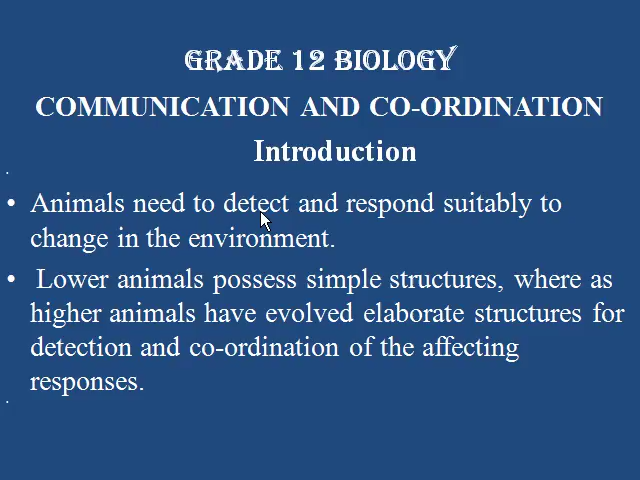 GRADE 12 BIOLOGY
COMMUNICATION AND CO-ORDINATION
Introduction
• Animals need to detect and respond suitably to
change in the environment.
• Lower animals possess simple structures, where as
higher animals have evolved elaborate structures for
detection and co-ordination of the affecting
responses.